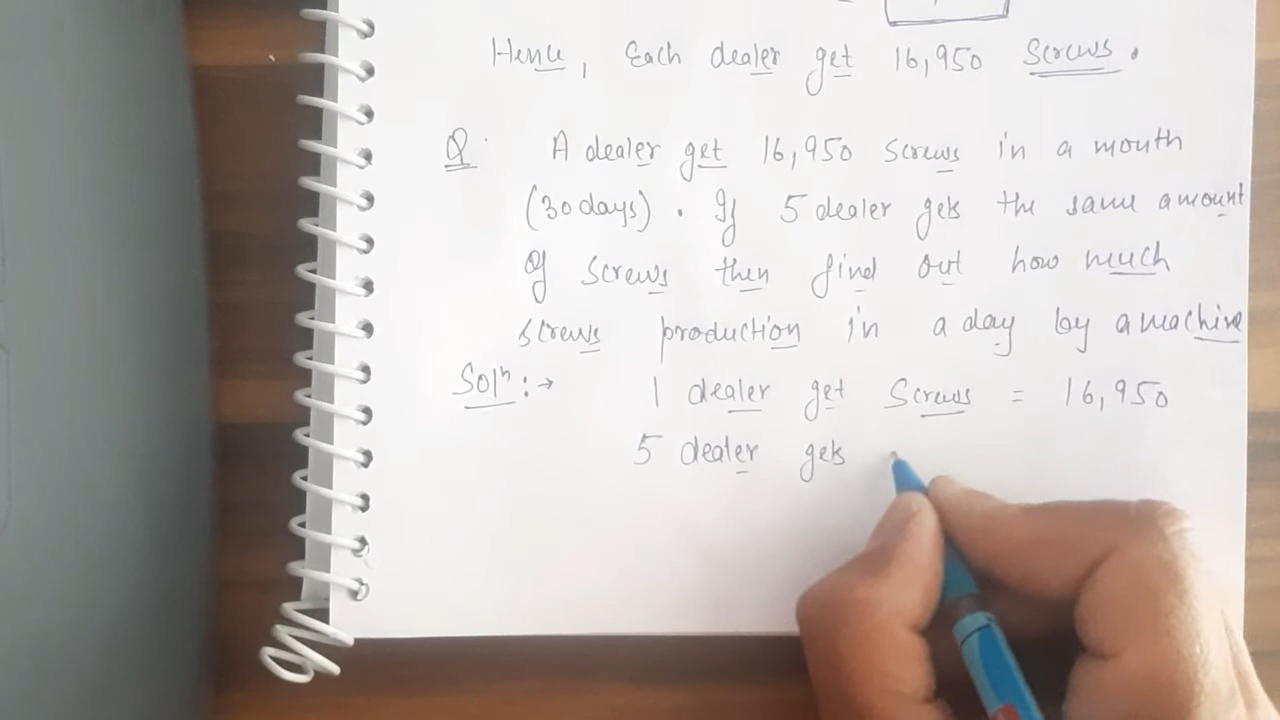 Hence, Each dealer get 16,950 Screws.
Q. A dealer get 16,950 screws in a month
(30 days). If 5 dealer gets the same amount
of screws then find out how much
screws production in a day by a machine
Solⁿ :→ 1 dealer get Screws = 16,950
5 dealer gets